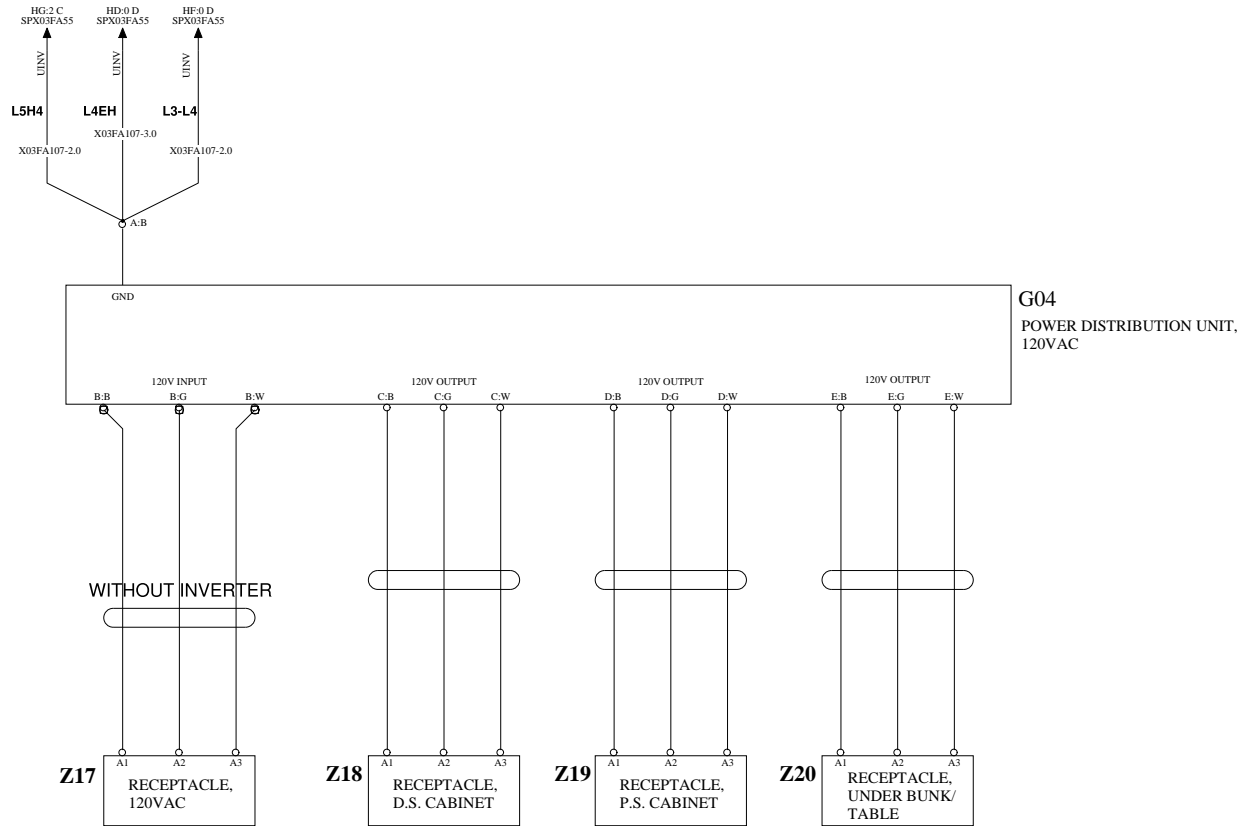 HG:2 C HD:0 D HF:0 D
SPX03FA55 SPX03FA55 SPX03FA55
UINV UINV UINV
L5H4 L4EH L3-L4
X03FA107-3.0
X03FA107-2.0 X03FA107-2.0
A:B
GND
G04
POWER DISTRIBUTION UNIT,
120VAC
120V INPUT 120V OUTPUT 120V OUTPUT 120V OUTPUT
B:B B:G B:W C:B C:G C:W D:B D:G D:W E:B E:G E:W
WITHOUT INVERTER
A1 A2 A3 A1 A2 A3 A1 A2 A3 A1 A2 A3
Z17
RECEPTACLE,
120VAC
Z18
RECEPTACLE,
D.S. CABINET
Z19
RECEPTACLE,
P.S. CABINET
Z20
RECEPTACLE,
UNDER BUNK/
TABLE